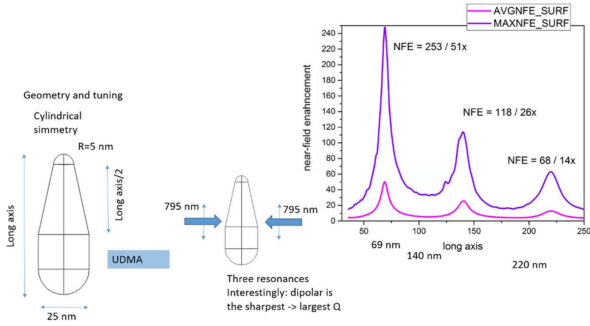 Geometry and tuning
Cylindrical
simmetry
R=5 nm
Long axis
Long axis/2
25 nm
UDMA
795 nm
795 nm
Three resonances
Interestingly: dipolar is
the sharpest -> largest Q
AVGNFE_SURF
MAXNFE_SURF
NFE = 253 / 51x
NFE = 118 / 26x
NFE = 68 / 14x
near-field enahncement
240
220
200
180
160
140
120
100
80
60
40
20
0
50
100
150
200
250
long axis
69 nm
140 nm
220 nm